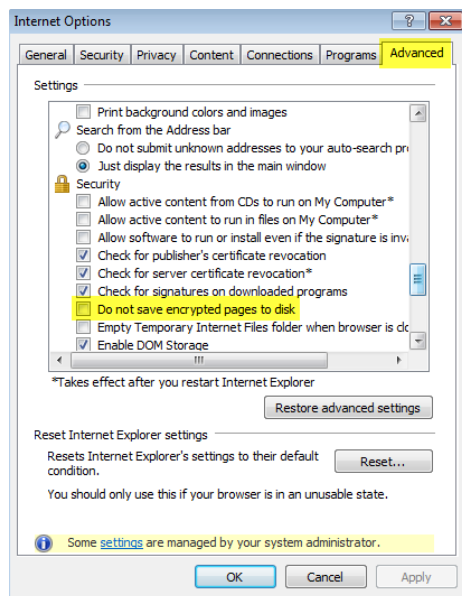 Internet Options
General Security Privacy Content Connections Programs Advanced
Settings
Print background colors and images
Search from the Address bar
Do not submit unknown addresses to your auto-search pro
Just display the results in the main window
Security
Allow active content from CDs to run on My Computer*
Allow active content to run in files on My Computer*
Allow software to run or install even if the signature is inva
Check for publisher's certificate revocation
Check for server certificate revocation*
Check for signatures on downloaded programs
Do not save encrypted pages to disk
Empty Temporary Internet Files folder when browser is clo
Enable DOM Storage
*Takes effect after you restart Internet Explorer
Restore advanced settings
Reset Internet Explorer settings
Resets Internet Explorer's settings to their default
condition.
Reset...
You should only use this if your browser is in an unusable state.
Some settings are managed by your system administrator.
OK Cancel Apply